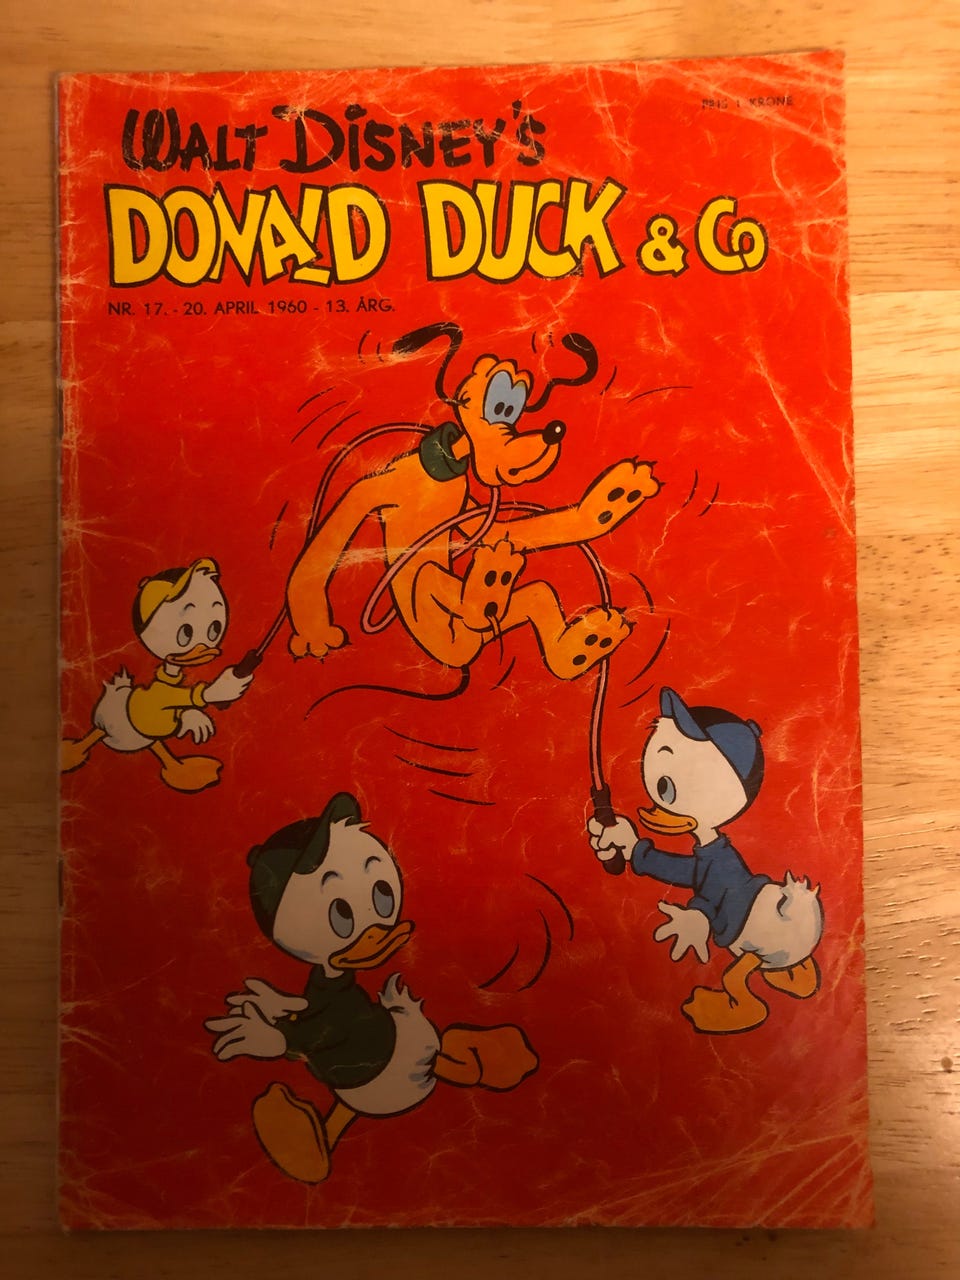 PRIS 1 KRONE
WALT DISNEY'S
DONALD DUCK & Co
NR. 17. - 20. APRIL 1960 - 13. ÅRG.